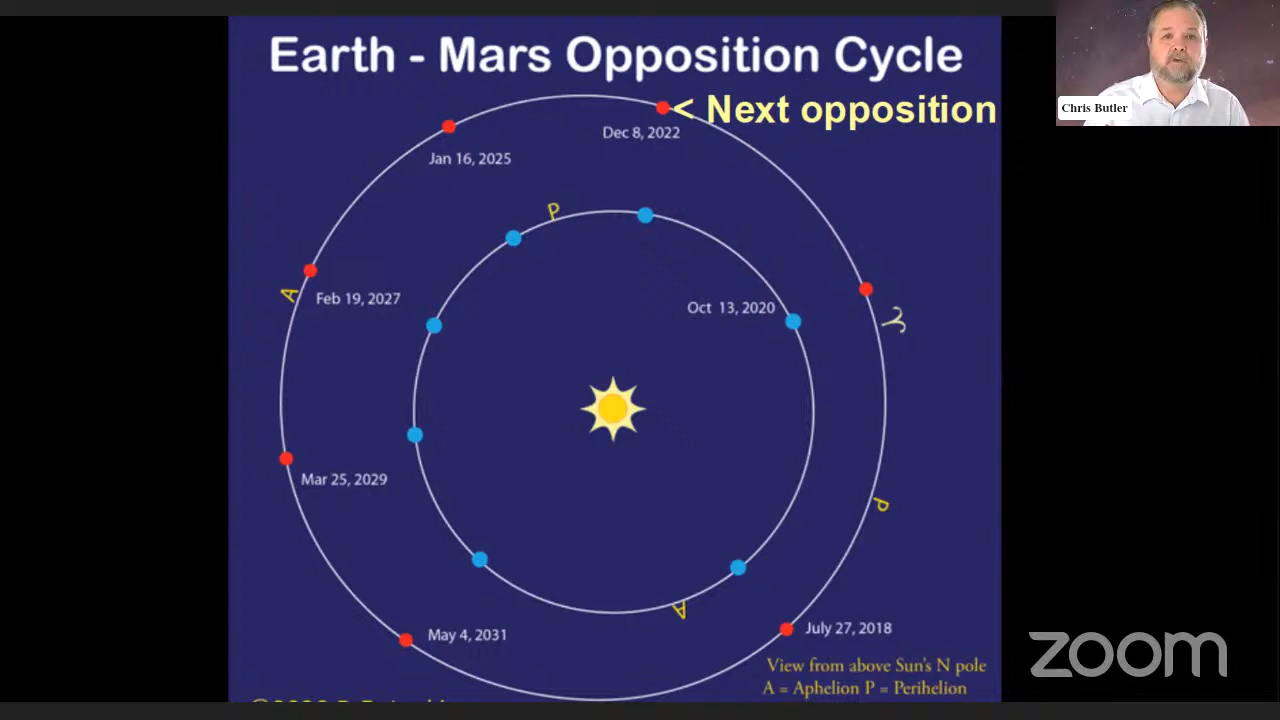 Earth - Mars Opposition Cycle
< Next opposition
Chris Butler
Dec 8, 2022
Jan 16, 2025
P
A
Feb 19, 2027
Oct 13, 2020
♈
Mar 25, 2029
P
A
May 4, 2031
July 27, 2018
View from above Sun's N pole
A = Aphelion P = Perihelion
zoom